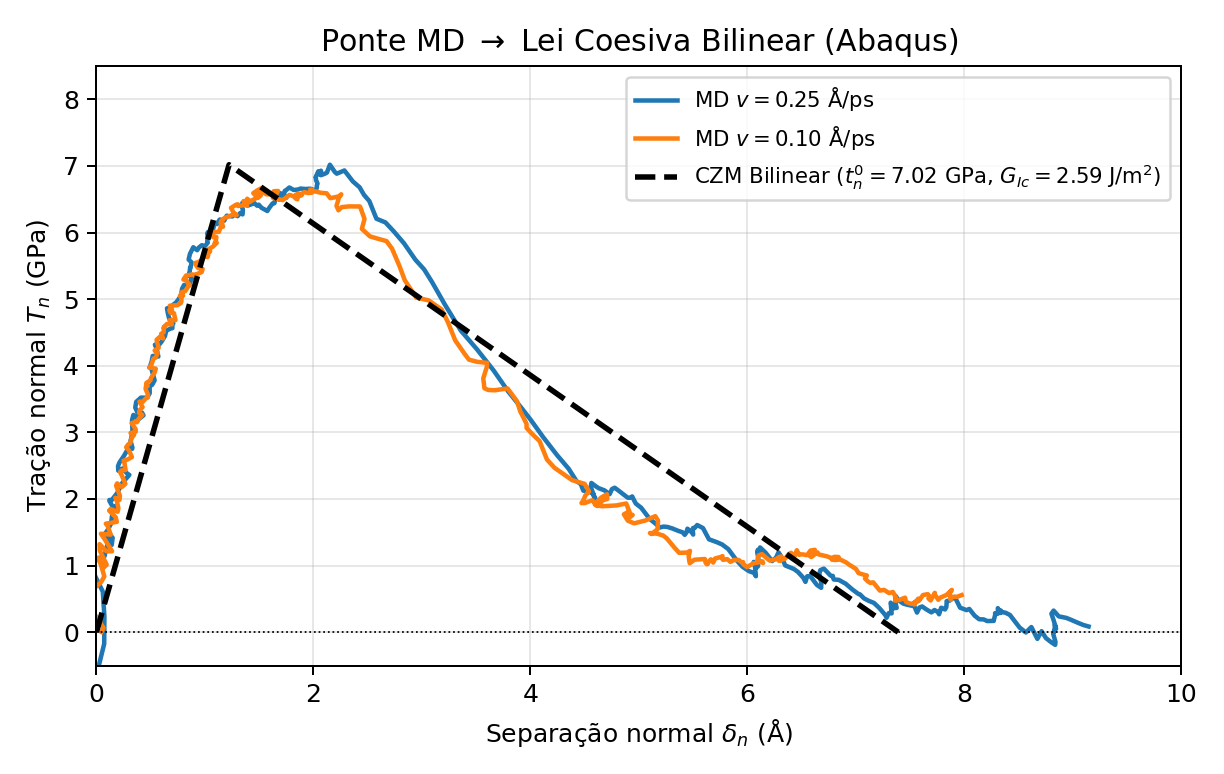 Ponte MD → Lei Coesiva Bilinear (Abaqus)
MD v = 0.25 Å/ps
MD v = 0.10 Å/ps
CZM Bilinear (t_n^0 = 7.02 GPa, G_{Ic} = 2.59 J/m²)
Tração normal T_n (GPa)
8
7
6
5
4
3
2
1
0
0 2 4 6 8 10
Separação normal δ_n (Å)